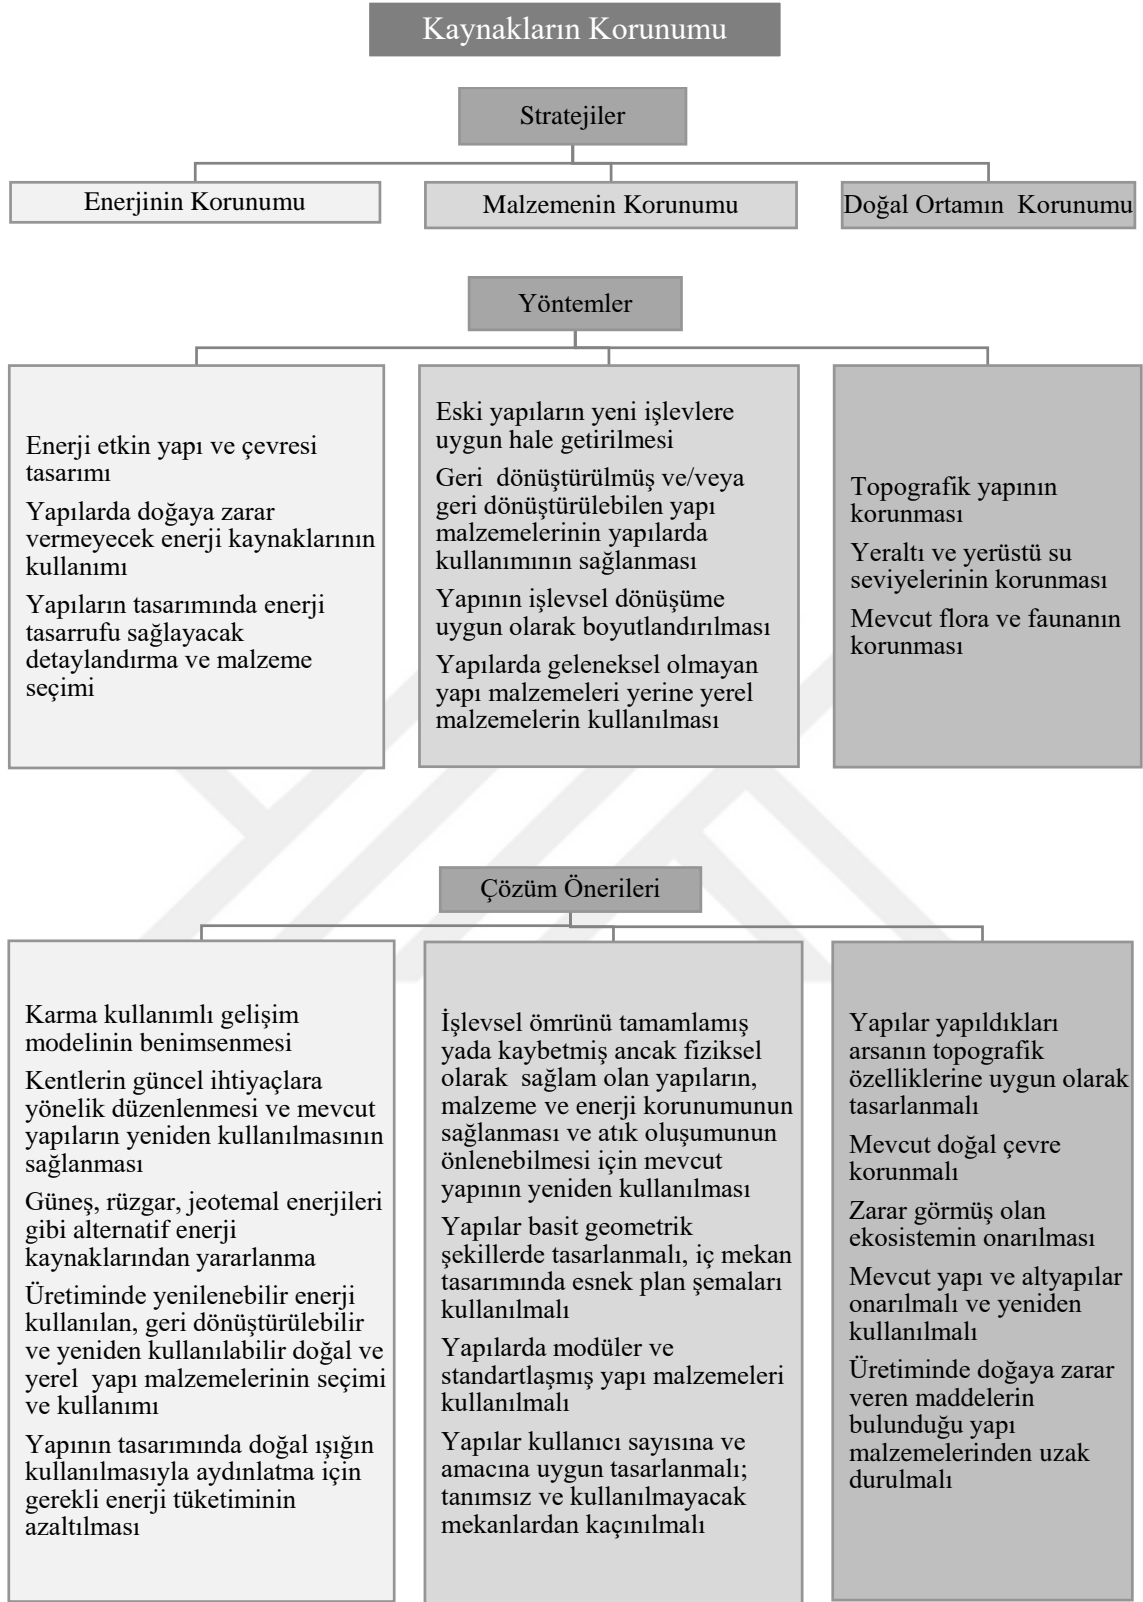 Kaynakların Korunumu
Stratejiler
Enerjinin Korunumu
Malzemenin Korunumu
Doğal Ortamın  Korunumu
Yöntemler
Enerji etkin yapı ve çevresi
tasarımı
Yapılarda doğaya zarar
vermeyecek enerji kaynaklarının
kullanımı
Yapıların tasarımında enerji
tasarrufu sağlayacak
detaylandırma ve malzeme
seçimi
Eski yapıların yeni işlevlere
uygun hale getirilmesi
Geri  dönüştürülmüş ve/veya
geri dönüştürülebilen yapı
malzemelerinin yapılarda
kullanımının sağlanması
Yapının işlevsel dönüşüme
uygun olarak boyutlandırılması
Yapılarda geleneksel olmayan
yapı malzemeleri yerine yerel
malzemelerin kullanılması
Topografik yapının
korunması
Yeraltı ve yerüstü su
seviyelerinin korunması
Mevcut flora ve faunanın
korunması
Çözüm Önerileri
Karma kullanımlı gelişim
modelinin benimsenmesi
Kentlerin güncel ihtiyaçlara
yönelik düzenlenmesi ve mevcut
yapıların yeniden kullanılmasının
sağlanması
Güneş, rüzgar, jeotemal enerjileri
gibi alternatif enerji
kaynaklarından yararlanma
Üretiminde yenilenebilir enerji
kullanılan, geri dönüştürülebilir
ve yeniden kullanılabilir doğal ve
yerel  yapı malzemelerinin seçimi
ve kullanımı
Yapının tasarımında doğal ışığın
kullanılmasıyla aydınlatma için
gerekli enerji tüketiminin
azaltılması
İşlevsel ömrünü tamamlamış
yada kaybetmiş ancak fiziksel
olarak  sağlam olan yapıların,
malzeme ve enerji korunumunun
sağlanması ve atık oluşumunun
önlenebilmesi için mevcut
yapının yeniden kullanılması
Yapılar basit geometrik
şekillerde tasarlanmalı, iç mekan
tasarımında esnek plan şemaları
kullanılmalı
Yapılarda modüler ve
standartlaşmış yapı malzemeleri
kullanılmalı
Yapılar kullanıcı sayısına ve
amacına uygun tasarlanmalı;
tanımsız ve kullanılmayacak
mekanlardan kaçınılmalı
Yapılar yapıldıkları
arsanın topografik
özelliklerine uygun olarak
tasarlanmalı
Mevcut doğal çevre
korunmalı
Zarar görmüş olan
ekosistemin onarılması
Mevcut yapı ve altyapılar
onarılmalı ve yeniden
kullanılmalı
Üretiminde doğaya zarar
veren maddelerin
bulunduğu yapı
malzemelerinden uzak
durulmalı